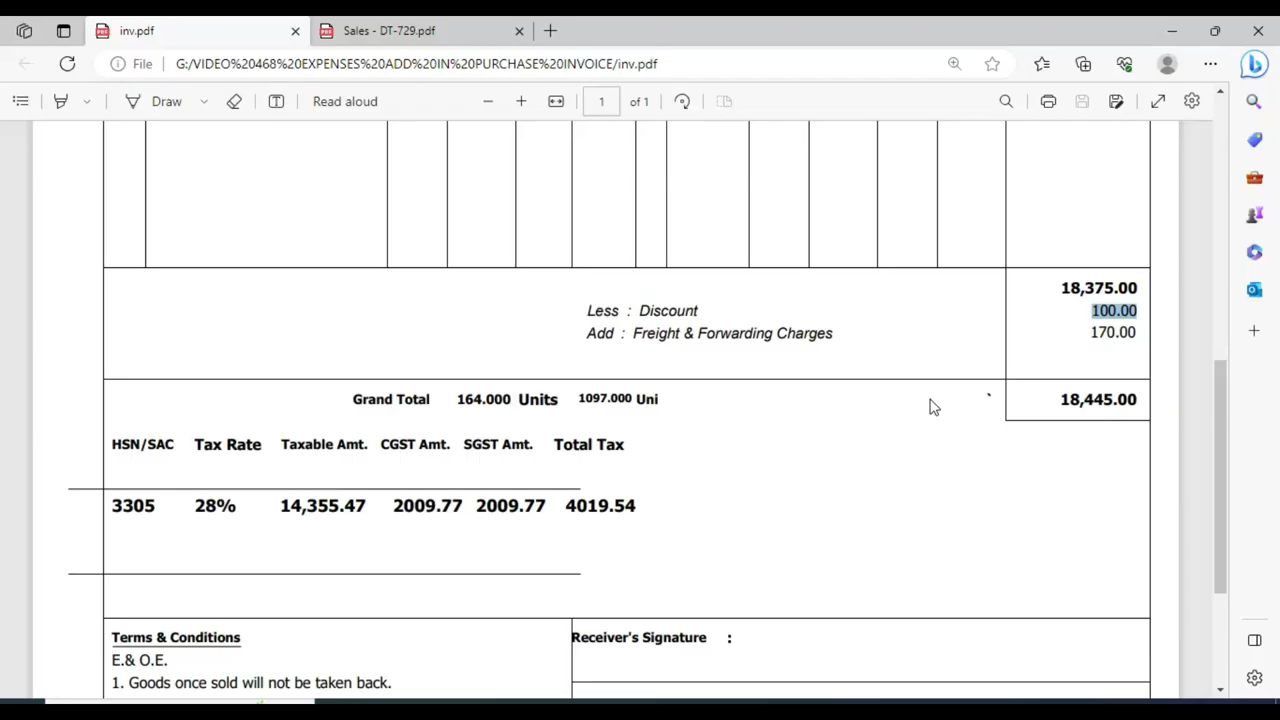 inv.pdf
Sales - DT-729.pdf
File G:/VIDEO%20468%20EXPENSES%20ADD%20IN%20PURCHASE%20INVOICE/inv.pdf
Draw Read aloud 1 of 1
18,375.00
Less : Discount 100.00
Add : Freight & Forwarding Charges 170.00
Grand Total 164.000 Units 1097.000 Uni ` 18,445.00
HSN/SAC Tax Rate Taxable Amt. CGST Amt. SGST Amt. Total Tax
3305 28% 14,355.47 2009.77 2009.77 4019.54
Terms & Conditions
Receiver's Signature :
E.& O.E.
1. Goods once sold will not be taken back.